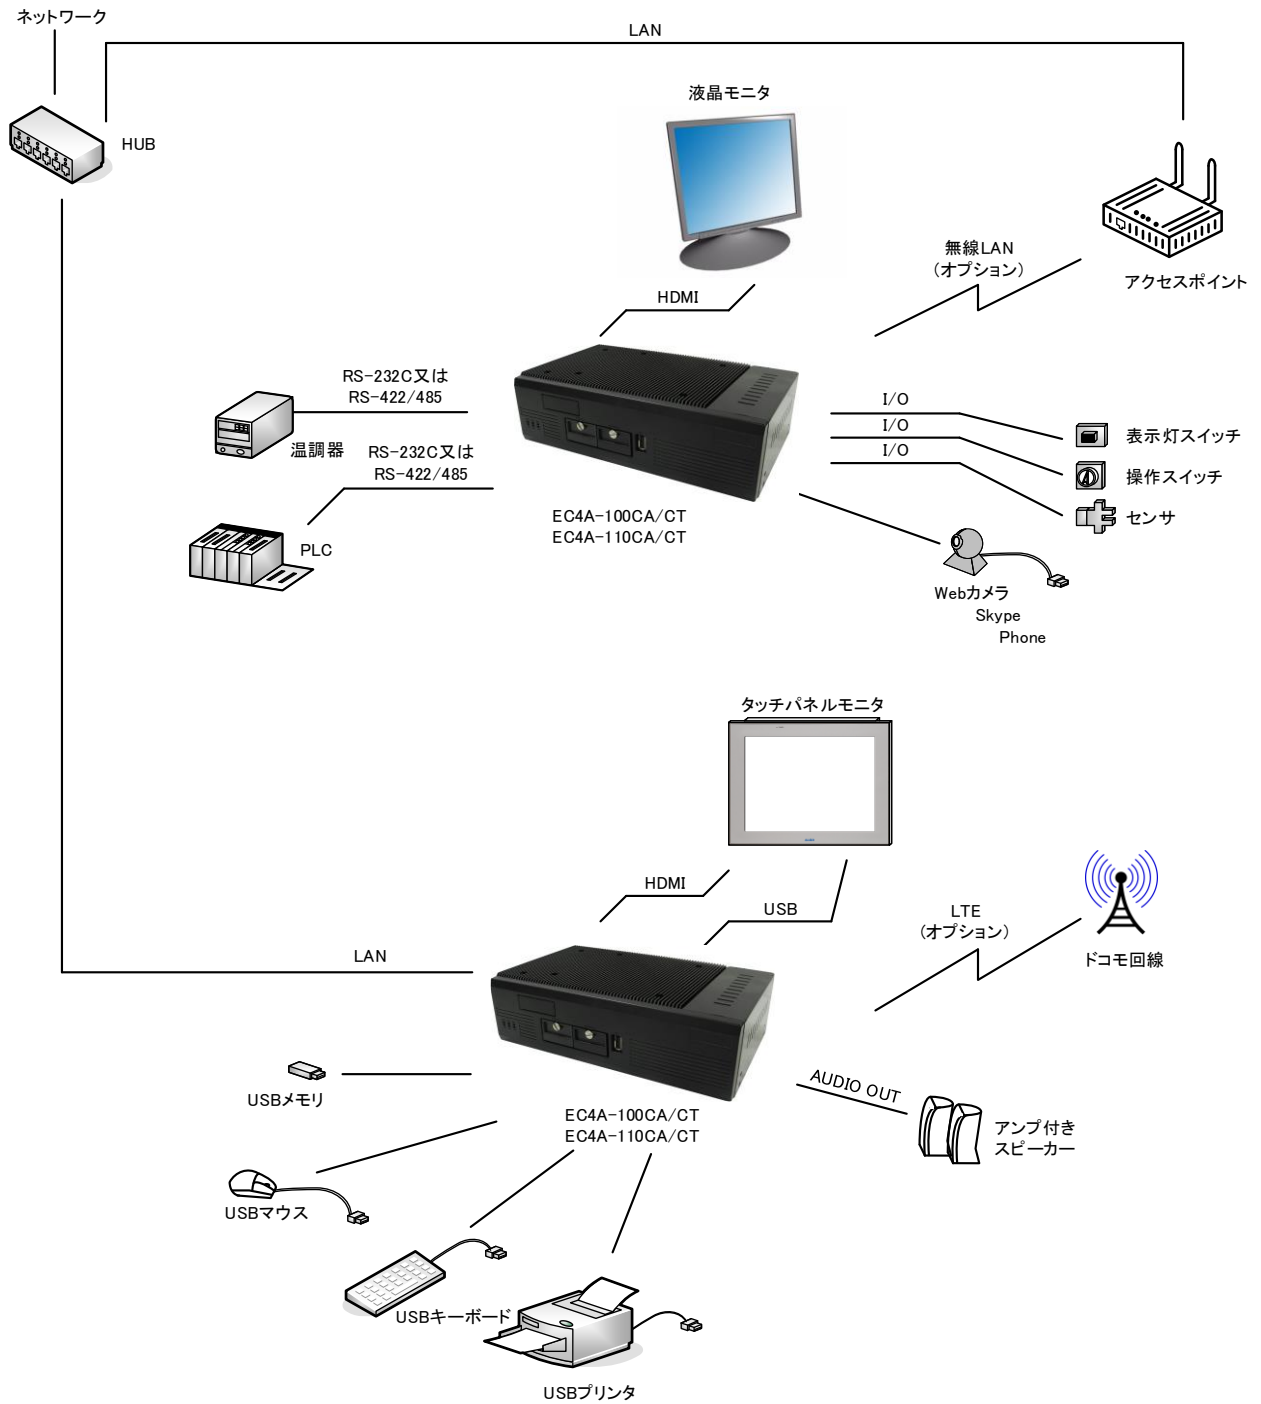 ネットワーク
LAN
HUB
液晶モニタ
無線LAN
(オプション)
アクセスポイント
HDMI
RS-232C又は
RS-422/485
温調器
RS-232C又は
RS-422/485
PLC
I/O
I/O
I/O
表示灯スイッチ
操作スイッチ
センサ
EC4A-100CA/CT
EC4A-110CA/CT
Webカメラ
Skype
Phone
タッチパネルモニタ
HDMI
USB
LTE
(オプション)
ドコモ回線
LAN
USBメモリ
AUDIO OUT
アンプ付き
スピーカー
EC4A-100CA/CT
EC4A-110CA/CT
USBマウス
USBキーボード
USBプリンタ